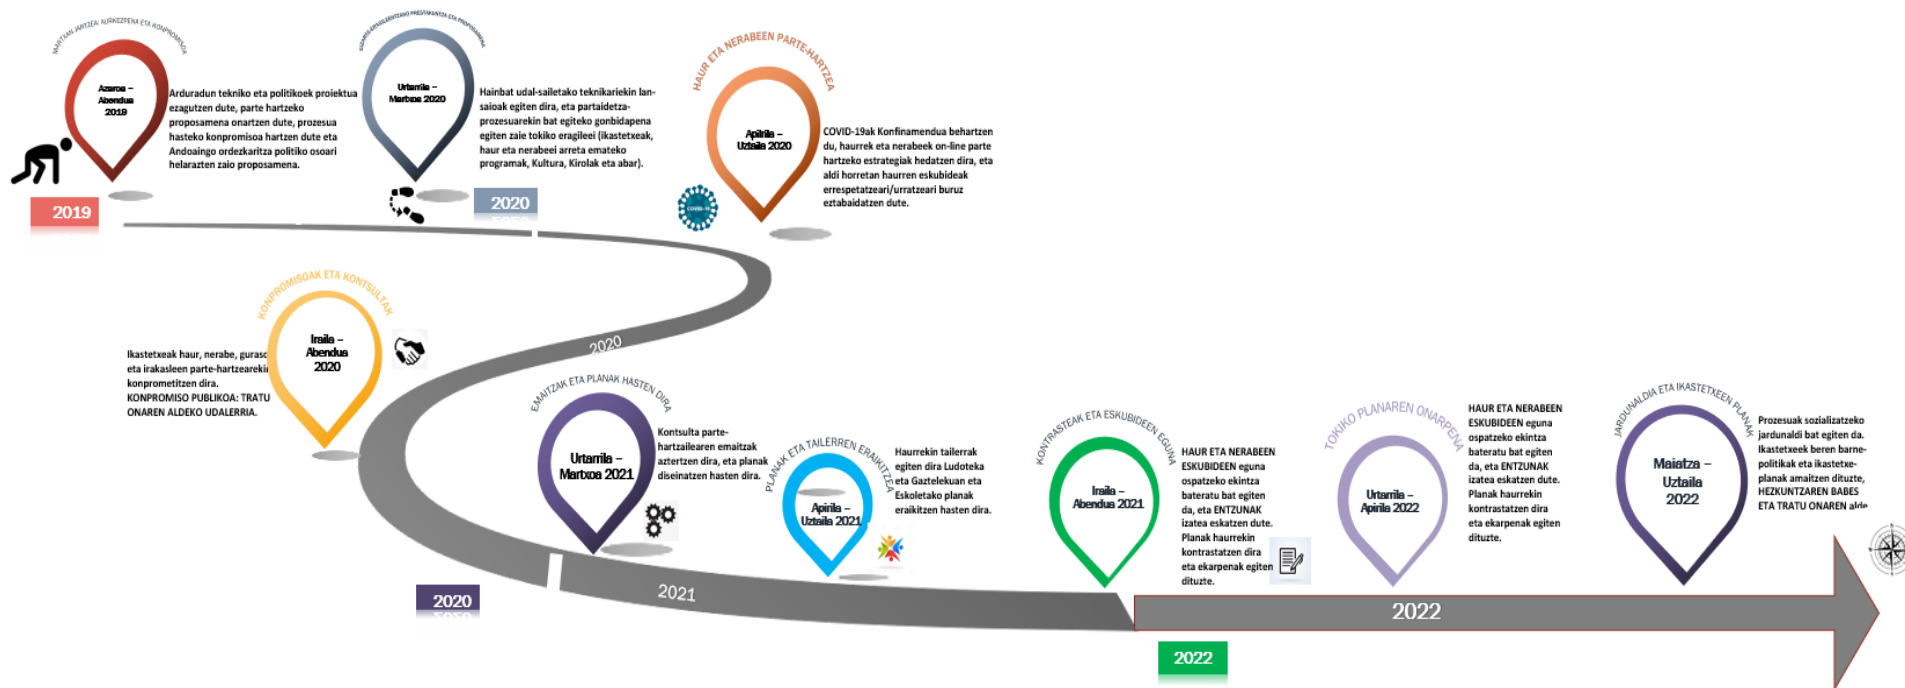 MARTXAN JARTZEA: AURKEZPENA ETA KONPROMISOA
Azaroa –
Abendua
2019
Arduradun tekniko eta politikoek proiektua
ezagutzen dute, parte hartzeko
proposamena onartzen dute, prozesua
hasteko konpromisoa hartzen dute eta
Andoaingo ordezkaritza politiko osoari
helarazten zaio proposamena.
2019
PRESTAKUNTZA ETA PROPOSAMENA
Urtarrila –
Martxoa 2020
Hainbat udal-sailetako teknikariekin lan-
saioak egiten dira, eta partaidetza-
prozesuarekin bat egiteko gonbidapena
egiten zaie tokiko eragileei (ikastetxeak,
haur eta nerabeei arreta emateko
programak, Kultura, Kirolak eta abar).
2020
HAUR ETA NERABEEN PARTE-HARTZEA
Apirila –
Uztaila 2020
COVID-19ak Konfinamendua behartzen
du, haurrek eta nerabeek on-line parte
hartzeko estrategiak hedatzen dira, eta
aldi horretan haurren eskubideak
errespetatzeari/urratzeari buruz
eztabaidatzen dute.
COVID-19
KONPROMISOAK ETA KONTSULTAK
Iraila –
Abendua
2020
Ikastetxeak haur, nerabe, guraso
eta irakasleen parte-hartzearekin
konprometitzen dira.
KONPROMISO PUBLIKOA: TRATU
ONAREN ALDEKO UDALERRIA.
2020
EMAITZAK ETA PLANAK HASTEN DIRA
Urtarrila –
Martxoa 2021
Kontsulta parte-
hartzailearen emaitzak
aztertzen dira, eta planak
diseinatzen hasten dira.
PLANAK ETA TAILERREN ERAIKITZEA
Apirila –
Uztaila 2021
Haurrekin tailerrak
egiten dira Ludoteka
eta Gaztelekuan eta
Eskoletako planak
eraikitzen hasten dira.
KONTRASTEAK ETA ESKUBIDEEN EGUNA
Iraila –
Abendua 2021
HAUR ETA NERABEEN
ESKUBIDEEN eguna
ospatzeko ekintza
bateratu bat egiten
da, eta ENTZUNAK
izatea eskatzen dute.
Planak haurrekin
kontrastatzen dira
eta ekarpenak egiten
dituzte.
TOKIKO PLANAREN ONARPENA
Urtarrila –
Apirila 2022
HAUR ETA NERABEEN
ESKUBIDEEN eguna
ospatzeko ekintza
bateratu bat egiten
da, eta ENTZUNAK
izatea eskatzen dute.
Planak haurrekin
kontrastatzen dira
eta ekarpenak egiten
dituzte.
JARDUNALDIA ETA IKASTETXEEN PLANAK
Maiatza –
Uztaila
2022
Prozesuak sozializatzeko
jardunaldi bat egiten da.
Ikastetxeek beren barne-
politikak eta ikastetxe-
planak amaitzen dituzte,
HEZKUNTZAREN BABES
ETA TRATU ONAREN alde
2020
2021
2022
2022